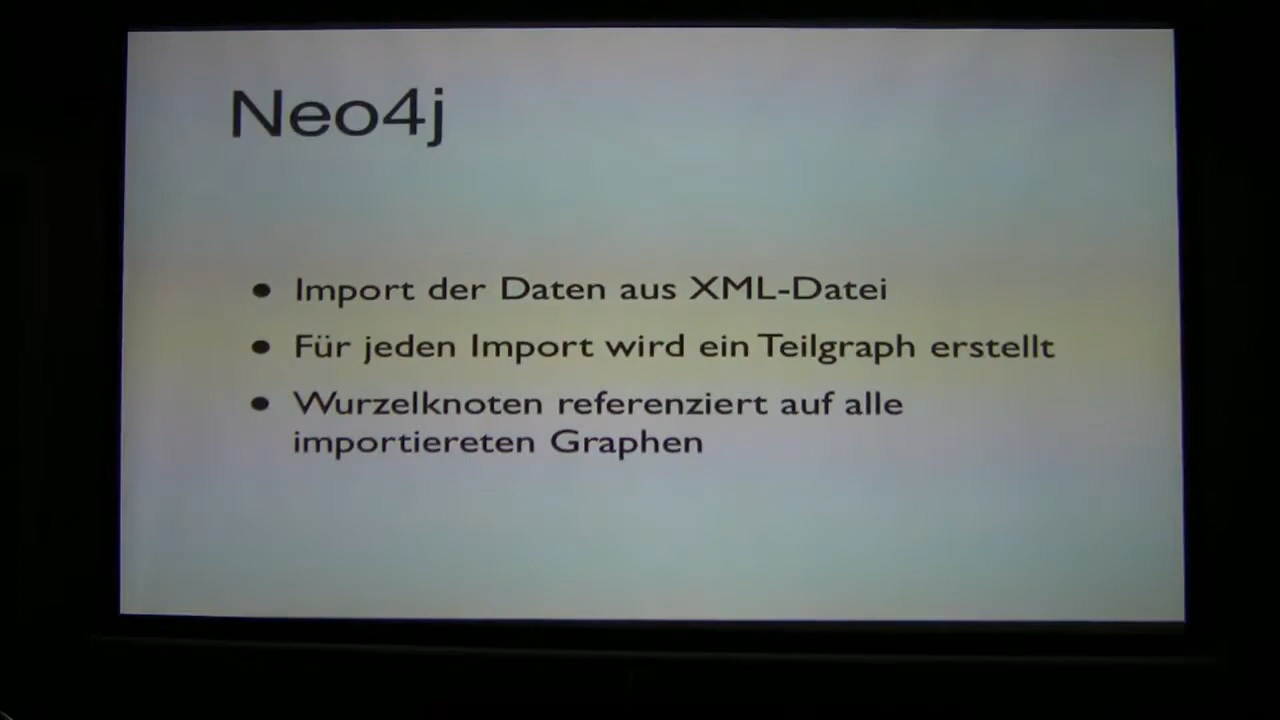 Neo4j
• Import der Daten aus XML-Datei
• Für jeden Import wird ein Teilgraph erstellt
• Wurzelknoten referenziert auf alle
importiereten Graphen